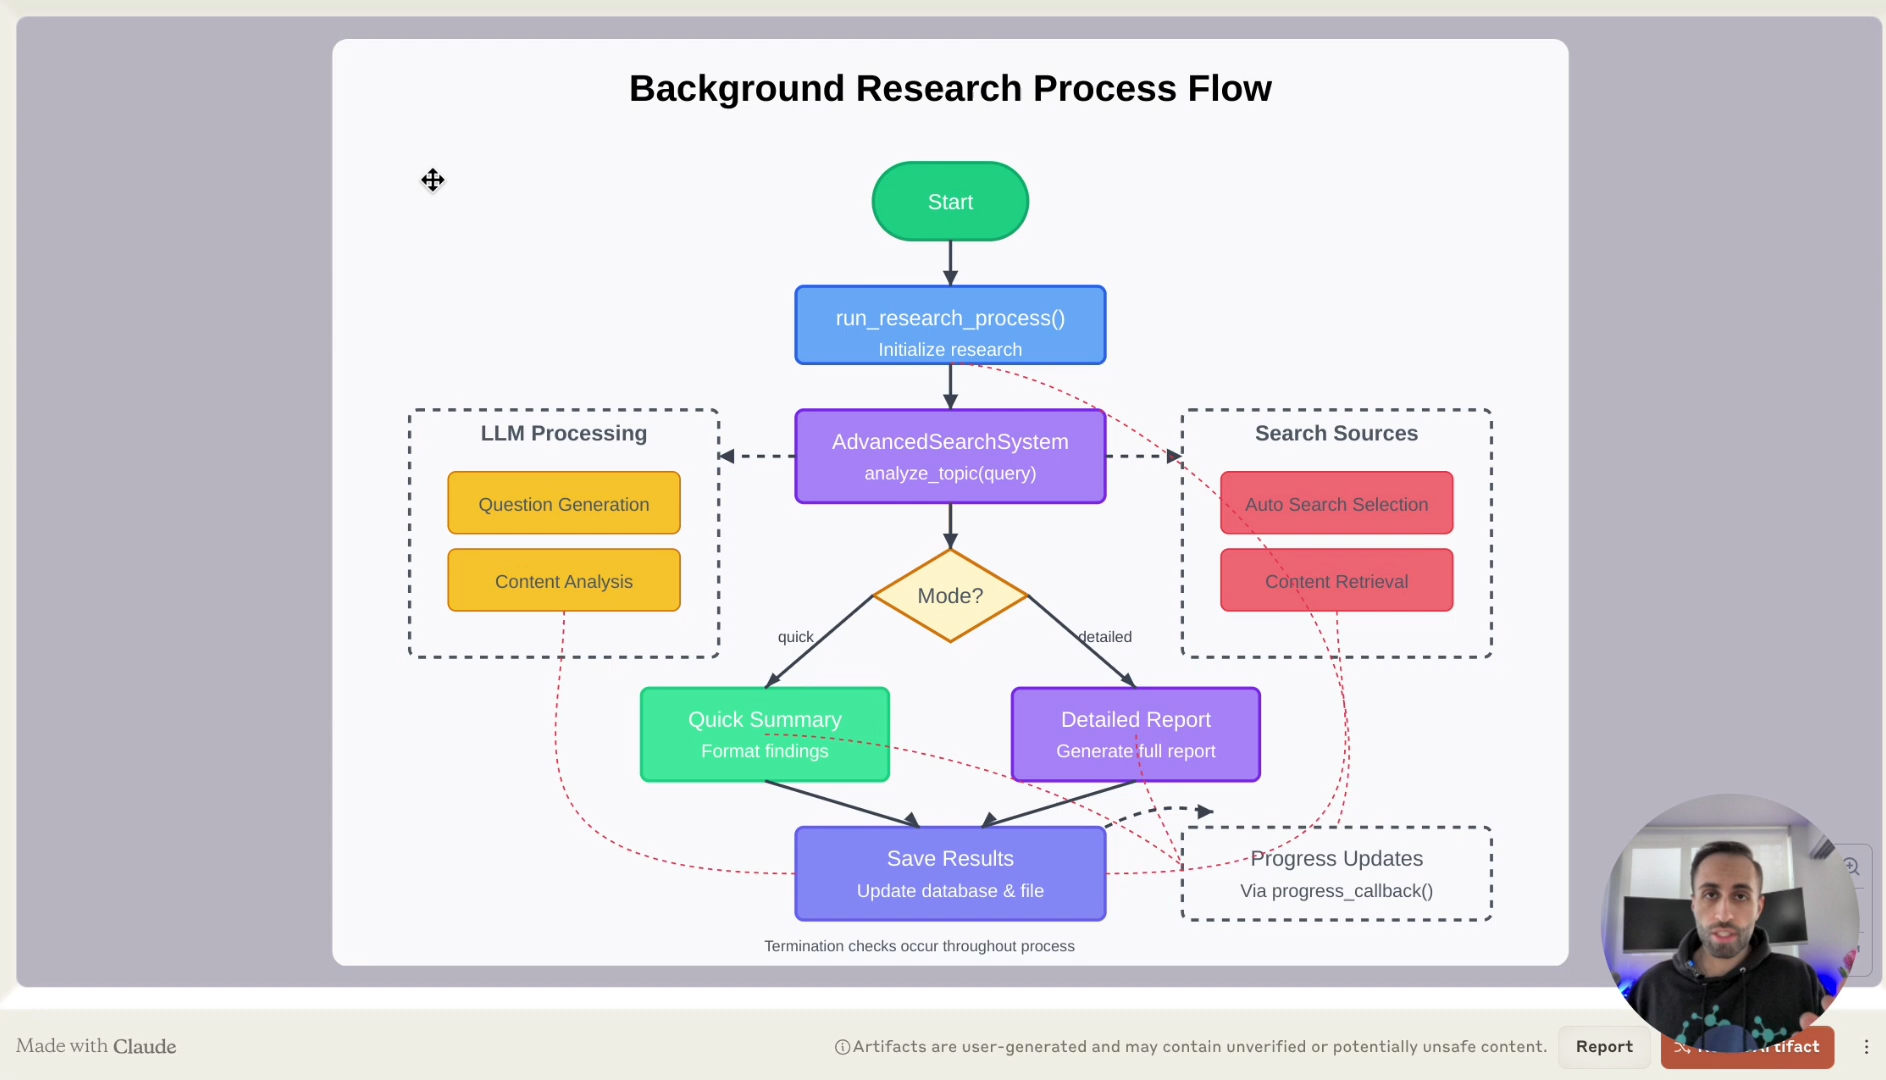 Background Research Process Flow
Start
run_research_process()
Initialize research
LLM Processing
Question Generation
Content Analysis
AdvancedSearchSystem
analyze_topic(query)
Search Sources
Auto Search Selection
Content Retrieval
Mode?
quick
detailed
Quick Summary
Format findings
Detailed Report
Generate full report
Save Results
Update database & file
Progress Updates
Via progress_callback()
Termination checks occur throughout process
Made with Claude
Artifacts are user-generated and may contain unverified or potentially unsafe content.
Report